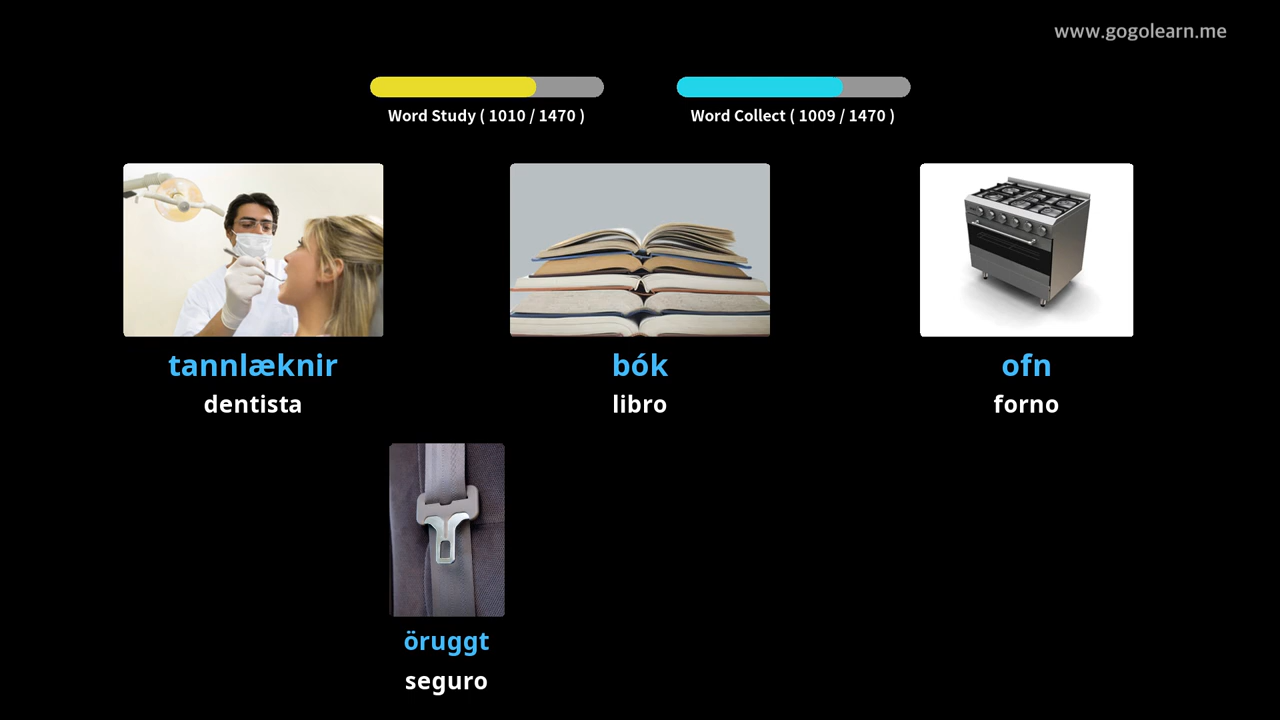 www.gogolearn.me
Word Study ( 1010 / 1470 )
Word Collect ( 1009 / 1470 )
tannlæknir
dentista
bók
libro
ofn
forno
öruggt
seguro